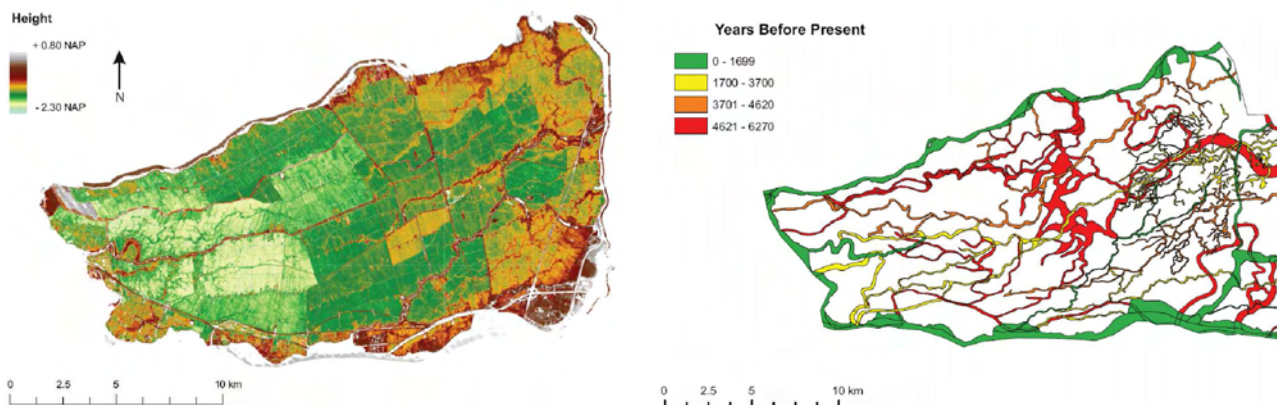 Height
+ 0.80 NAP
N
- 2.30 NAP
0 2.5 5 10 km
Years Before Present
0 - 1699
1700 - 3700
3701 - 4620
4621 - 6270
0 2.5 5 10 km